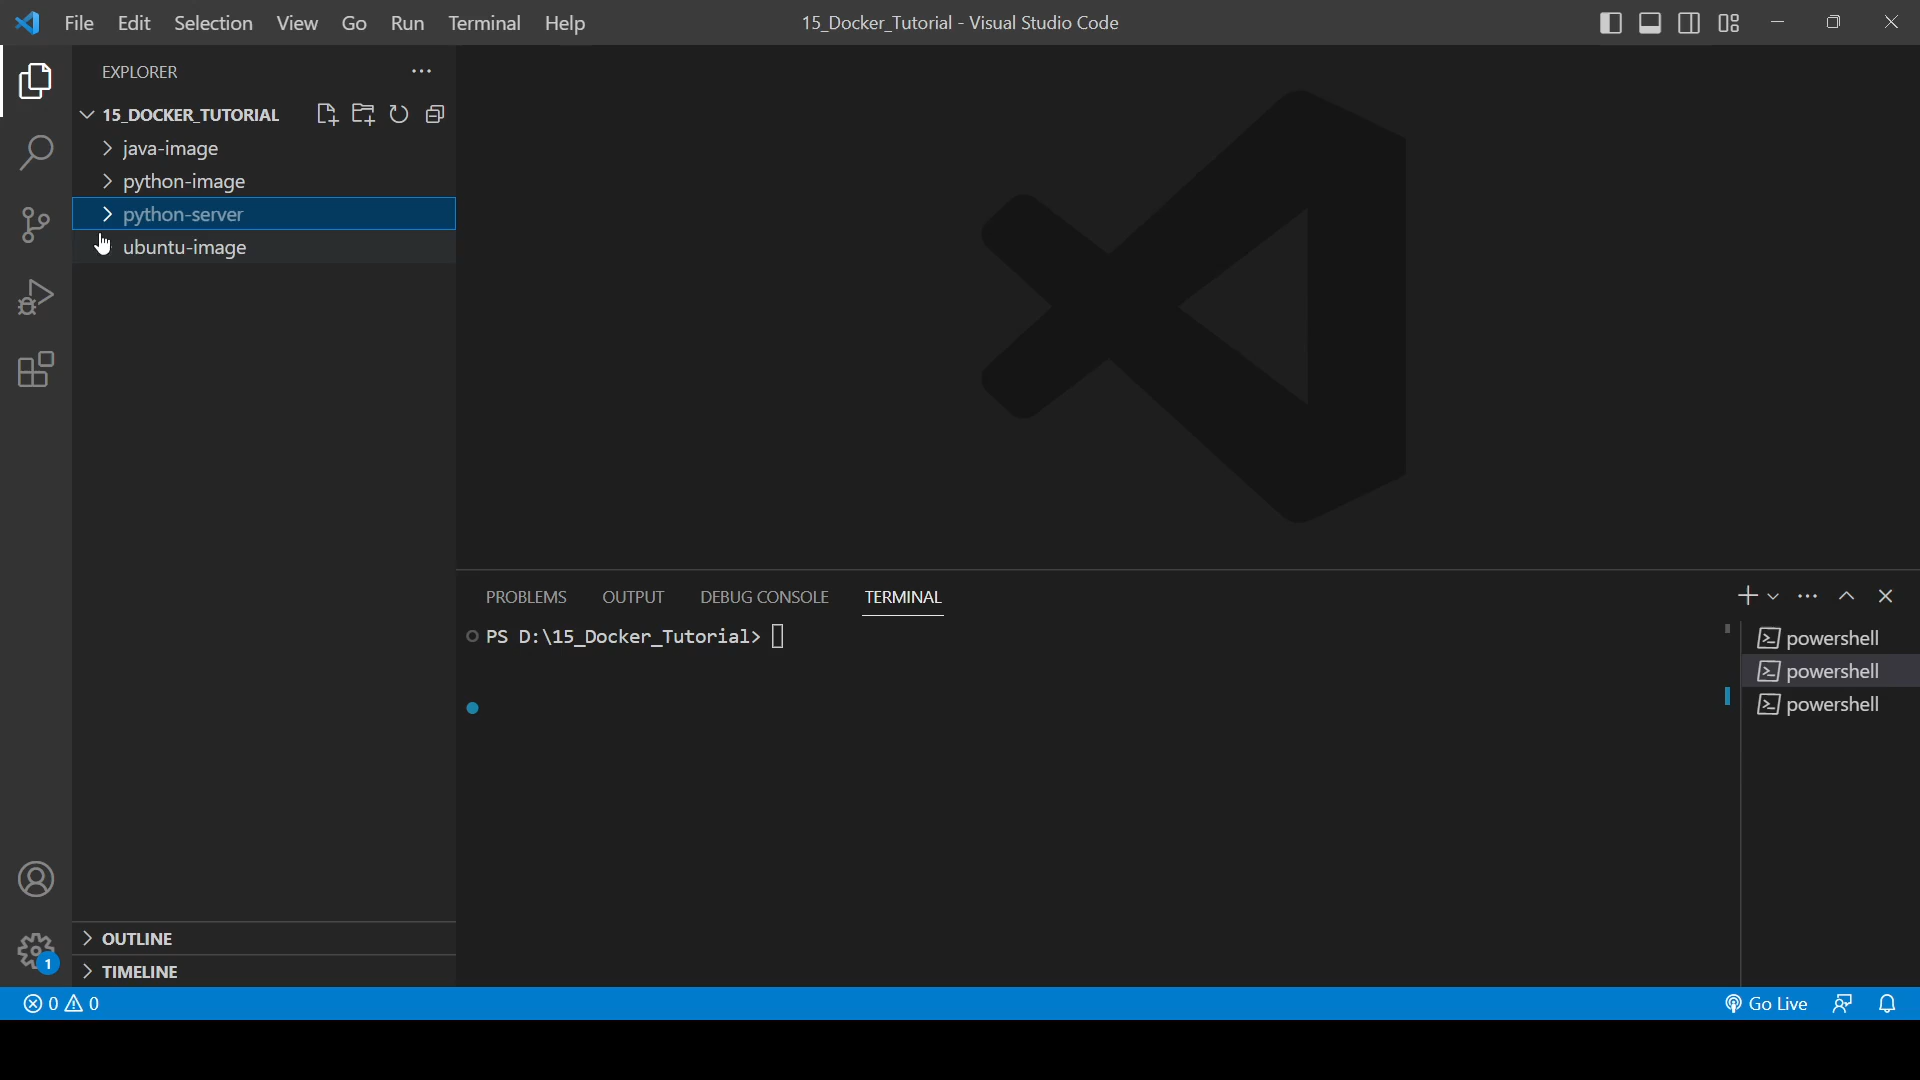 File Edit Selection View Go Run Terminal Help
15_Docker_Tutorial - Visual Studio Code
EXPLORER
15_DOCKER_TUTORIAL
java-image
python-image
python-server
ubuntu-image
OUTLINE
TIMELINE
PROBLEMS OUTPUT DEBUG CONSOLE TERMINAL
PS D:\15_Docker_Tutorial>
powershell
powershell
powershell
1
0 0
Go Live